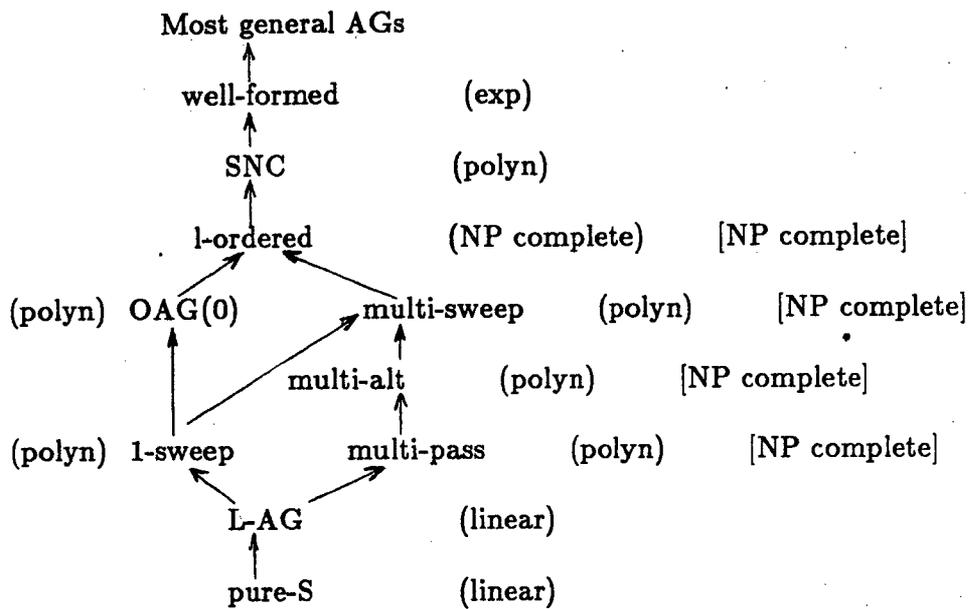 Most general AGs
well-formed (exp)
SNC (polyn)
l-ordered (NP complete) [NP complete]
(polyn) OAG(0) multi-sweep (polyn) [NP complete]
multi-alt (polyn) [NP complete]
(polyn) 1-sweep multi-pass (polyn) [NP complete]
L-AG (linear)
pure-S (linear)